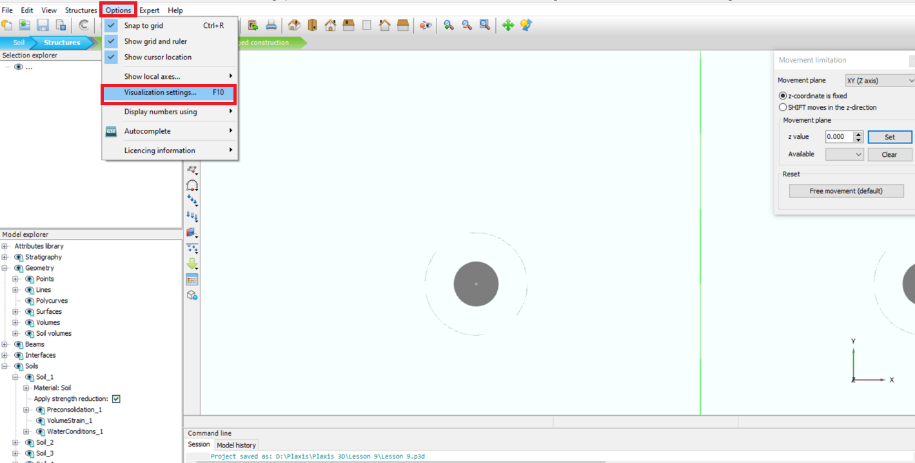 File Edit View Structures Options Expert Help
Soil Structures
ged construction
Snap to grid Ctrl+R
Show grid and ruler
Show cursor location
Show local axes...
Visualization settings... F10
Display numbers using
Autocomplete
Licencing information
Selection explorer
...
Movement limitation
Movement plane XY (Z axis)
z-coordinate is fixed
SHIFT moves in the z-direction
Movement plane
z value 0.000 Set
Available Clear
Reset
Free movement (default)
Model explorer
Attributes library
Stratigraphy
Geometry
Points
Lines
Polycurves
Surfaces
Volumes
Soil volumes
Beams
Interfaces
Soils
Soil_1
Material: Soil
Apply strength reduction:
Preconsolidation_1
VolumeStrain_1
WaterConditions_1
Soil_2
Soil_3
Y
Z X
Command line
Session Model history
Project saved as: D:\Plaxis\Plaxis 3D\Lesson 9\Lesson 9.p3d